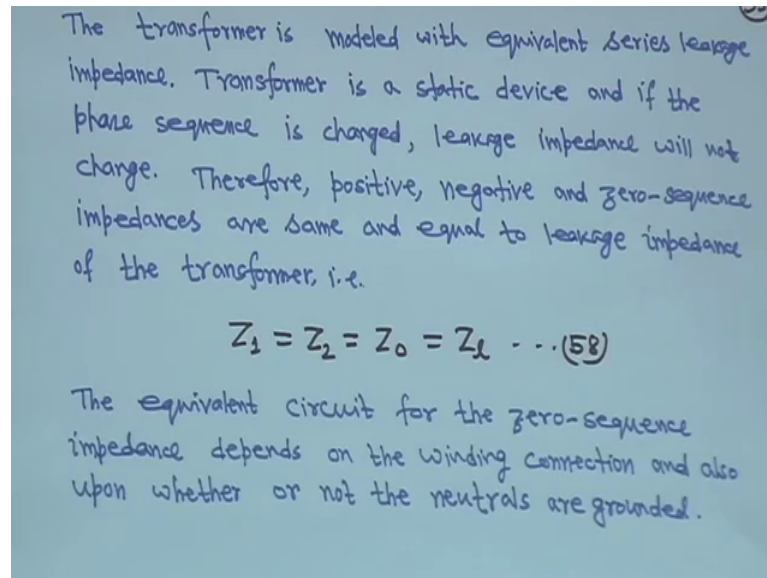 The transformer is modeled with equivalent series leakage
impedance. Transformer is a static device and if the
phase sequence is changed, leakage impedance will not
change. Therefore, positive, negative and zero-sequence
impedances are same and equal to leakage impedance
of the transformer, i.e.
Z₁ = Z₂ = Z₀ = Zℓ ...(58)
The equivalent circuit for the zero-sequence
impedance depends on the winding connection and also
upon whether or not the neutrals are grounded.